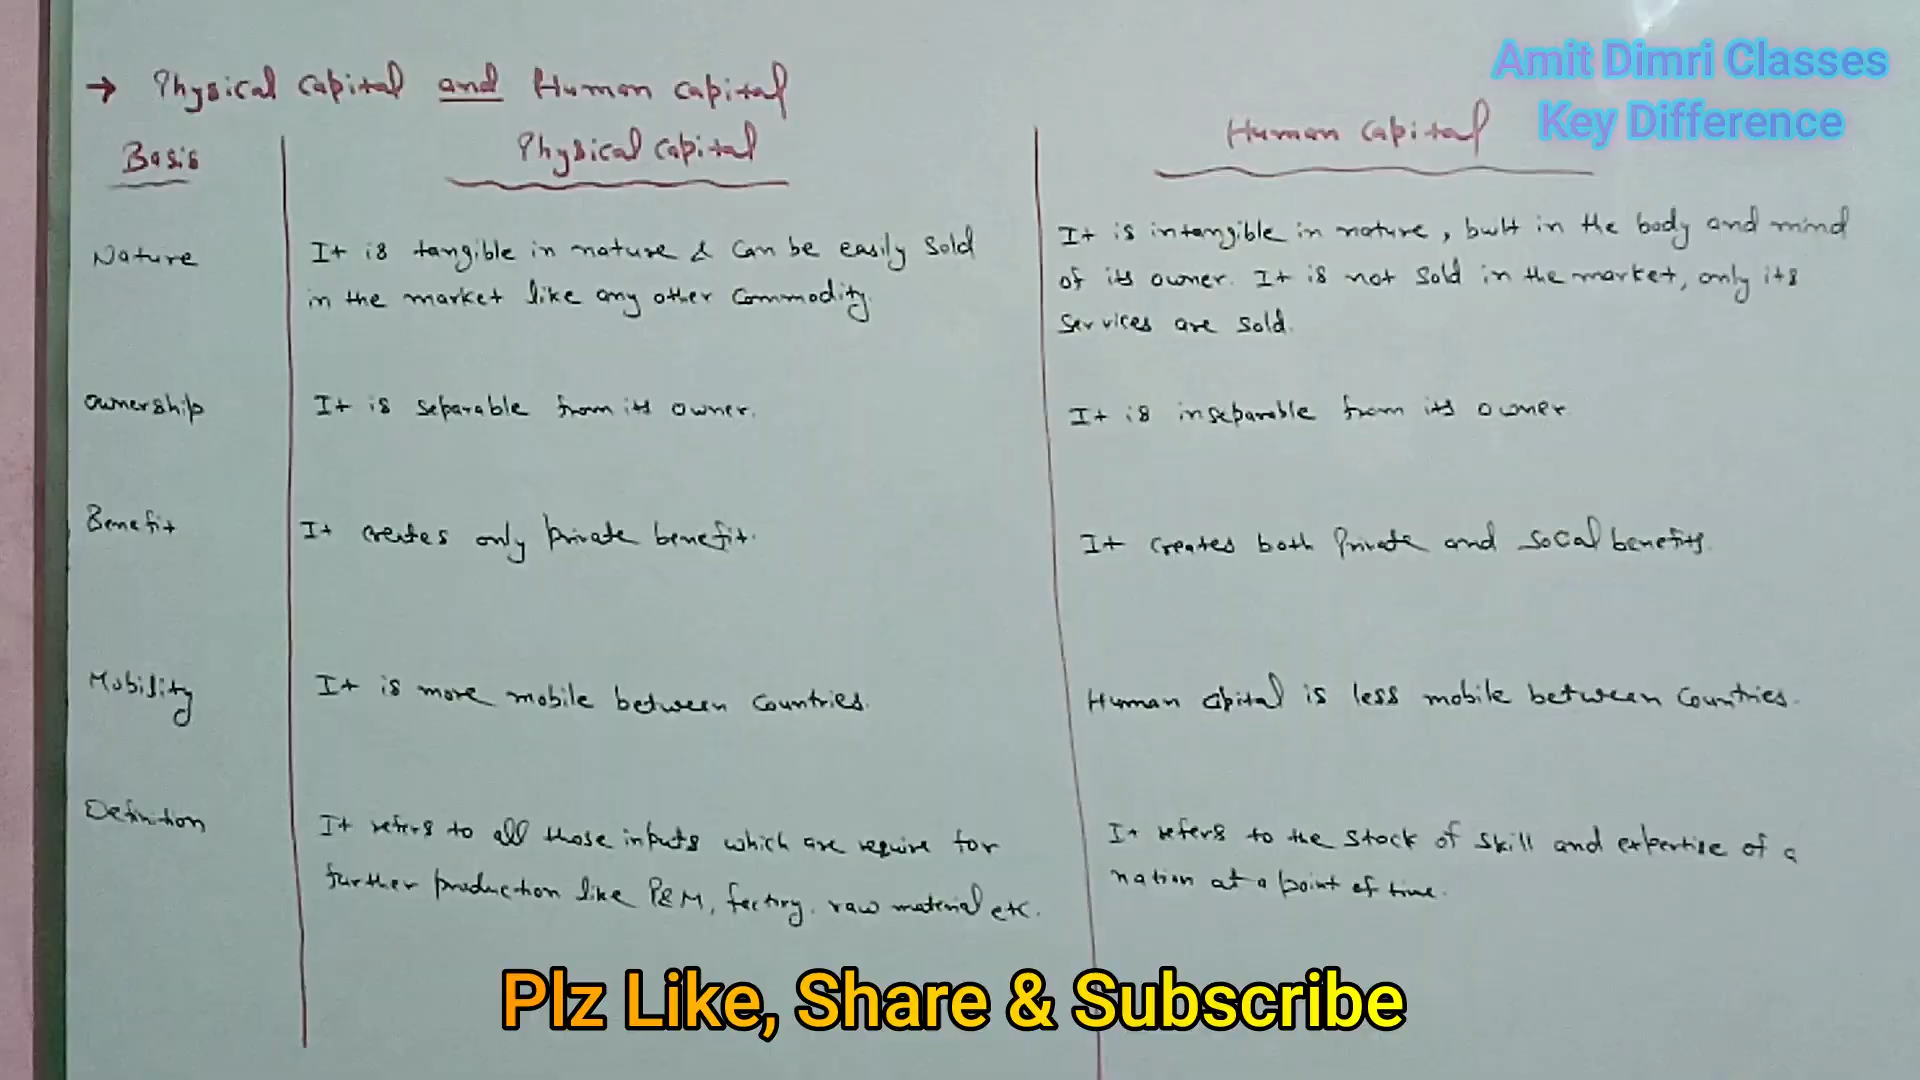 Amit Dimri Classes
Key Difference
→ Physical Capital and Human Capital
Basis
Physical Capital
Human Capital
Nature
It is tangible in nature & can be easily sold
in the market like any other commodity.
It is intangible in nature, built in the body and mind
of its owner. It is not sold in the market, only its
services are sold.
Ownership
It is separable from its owner.
It is inseparable from its owner
Benefit
It creates only private benefit.
It creates both private and social benefits.
Mobility
It is more mobile between countries.
Human capital is less mobile between countries.
Definition
It refers to all those inputs which are require for
further production like P&M, factory, raw material etc.
It refers to the stock of skill and expertise of a
nation at a point of time.
Plz Like, Share & Subscribe